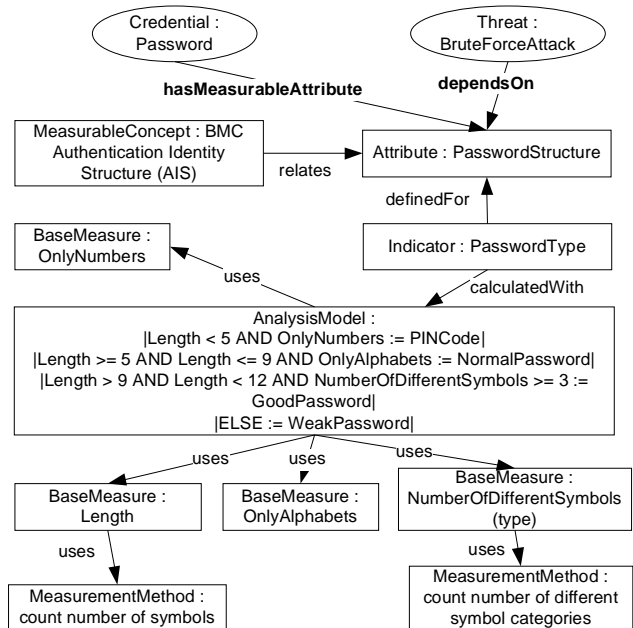 Credential :
Password
Threat :
BruteForceAttack
hasMeasurableAttribute
dependsOn
MeasurableConcept : BMC
Authentication Identity
Structure (AIS)
relates
Attribute : PasswordStructure
definedFor
BaseMeasure :
OnlyNumbers
Indicator : PasswordType
uses
calculatedWith
AnalysisModel :
|Length < 5 AND OnlyNumbers := PINCode|
|Length >= 5 AND Length <= 9 AND OnlyAlphabets := NormalPassword|
|Length > 9 AND Length < 12 AND NumberOfDifferentSymbols >= 3 :=
GoodPassword|
|ELSE := WeakPassword|
uses
uses
uses
BaseMeasure :
Length
BaseMeasure :
OnlyAlphabets
BaseMeasure :
NumberOfDifferentSymbols
(type)
uses
uses
MeasurementMethod :
count number of symbols
MeasurementMethod :
count number of different
symbol categories